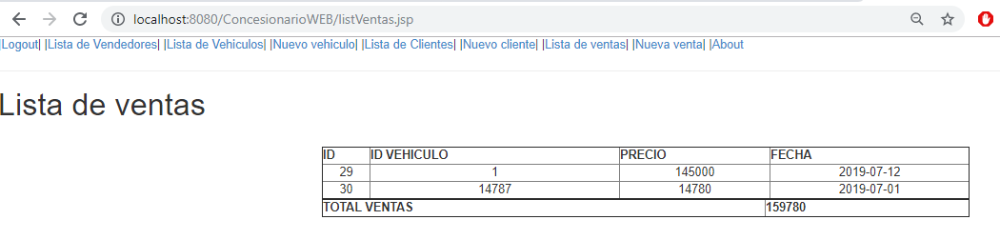 localhost:8080/ConcesionarioWEB/listVentas.jsp
|Logout| |Lista de Vendedores| |Lista de Vehiculos| |Nuevo vehiculo| |Lista de Clientes| |Nuevo cliente| |Lista de ventas| |Nueva venta| |About
Lista de ventas
ID ID VEHICULO PRECIO FECHA
29 1 145000 2019-07-12
30 14787 14780 2019-07-01
TOTAL VENTAS 159780